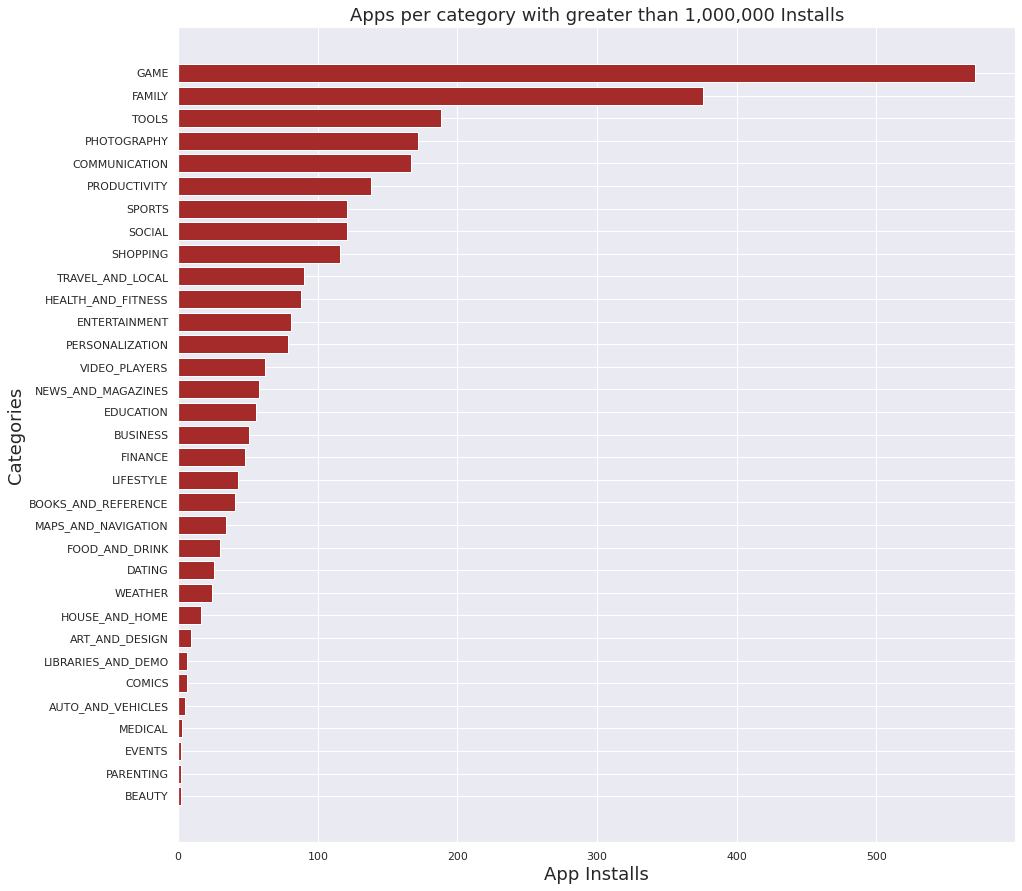 Apps per category with greater than 1,000,000 Installs
Categories
GAME
FAMILY
TOOLS
PHOTOGRAPHY
COMMUNICATION
PRODUCTIVITY
SPORTS
SOCIAL
SHOPPING
TRAVEL_AND_LOCAL
HEALTH_AND_FITNESS
ENTERTAINMENT
PERSONALIZATION
VIDEO_PLAYERS
NEWS_AND_MAGAZINES
EDUCATION
BUSINESS
FINANCE
LIFESTYLE
BOOKS_AND_REFERENCE
MAPS_AND_NAVIGATION
FOOD_AND_DRINK
DATING
WEATHER
HOUSE_AND_HOME
ART_AND_DESIGN
LIBRARIES_AND_DEMO
COMICS
AUTO_AND_VEHICLES
MEDICAL
EVENTS
PARENTING
BEAUTY
0 100 200 300 400 500
App Installs